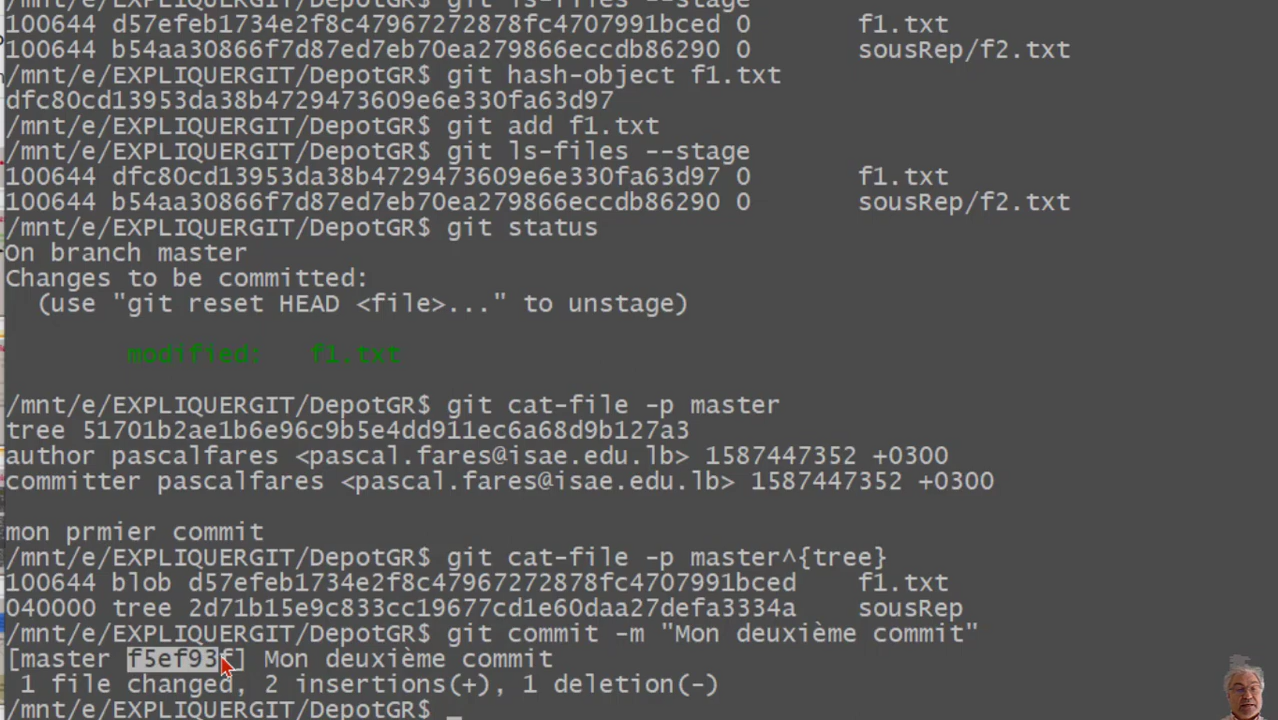 git ls-files --stage
100644 d57efeb1734e2f8c47967272878fc4707991bced 0 f1.txt
100644 b54aa30866f7d87ed7eb70ea279866eccdb86290 0 sousRep/f2.txt
/mnt/e/EXPLIQUERGIT/DepotGR$ git hash-object f1.txt
dfc80cd13953da38b4729473609e6e330fa63d97
/mnt/e/EXPLIQUERGIT/DepotGR$ git add f1.txt
/mnt/e/EXPLIQUERGIT/DepotGR$ git ls-files --stage
100644 dfc80cd13953da38b4729473609e6e330fa63d97 0 f1.txt
100644 b54aa30866f7d87ed7eb70ea279866eccdb86290 0 sousRep/f2.txt
/mnt/e/EXPLIQUERGIT/DepotGR$ git status
On branch master
Changes to be committed:
(use "git reset HEAD <file>..." to unstage)
modified: f1.txt
/mnt/e/EXPLIQUERGIT/DepotGR$ git cat-file -p master
tree 51701b2ae1b6e96c9b5e4dd911ec6a68d9b127a3
author pascalfares <pascal.fares@isae.edu.lb> 1587447352 +0300
committer pascalfares <pascal.fares@isae.edu.lb> 1587447352 +0300
mon prmier commit
/mnt/e/EXPLIQUERGIT/DepotGR$ git cat-file -p master^{tree}
100644 blob d57efeb1734e2f8c47967272878fc4707991bced f1.txt
040000 tree 2d71b15e9c833cc19677cd1e60daa27defa3334a sousRep
/mnt/e/EXPLIQUERGIT/DepotGR$ git commit -m "Mon deuxième commit"
[master f5ef93f] Mon deuxième commit
1 file changed, 2 insertions(+), 1 deletion(-)
/mnt/e/EXPLIQUERGIT/DepotGR$ _